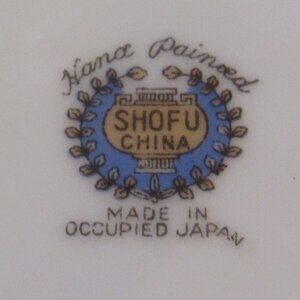 Hand Painted
SHOFU
CHINA
MADE IN
OCCUPIED JAPAN